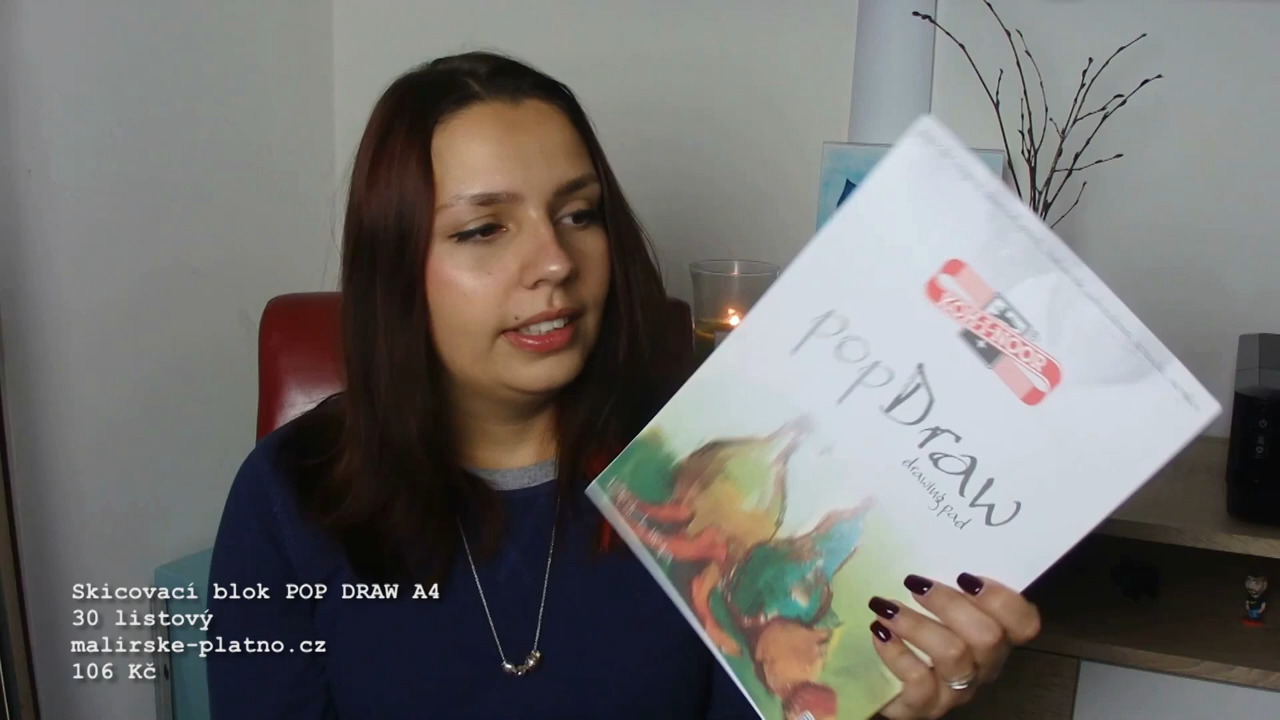 KOH-I-NOOR
popDraw
drawing pad
Skicovací blok POP DRAW A4
30 listový
malirske-platno.cz
106 Kč